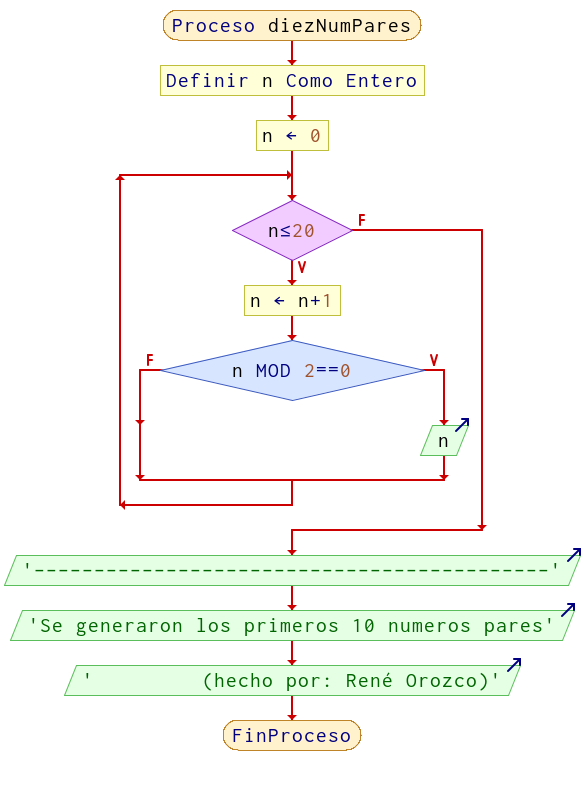 Proceso diezNumPares
Definir n Como Entero
n ← 0
n≤20
F
V
n ← n+1
F
n MOD 2==0
V
n
'-------------------------------------------'
'Se generaron los primeros 10 numeros pares'
'         (hecho por: René Orozco)'
FinProceso